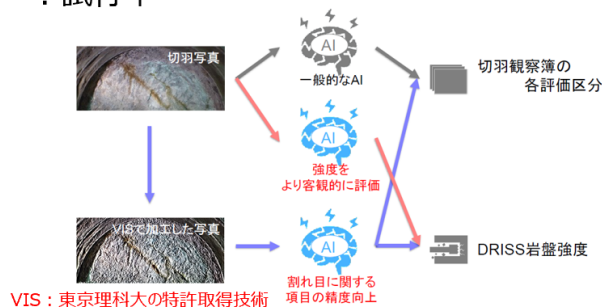 切羽写真
AI
一般的なAI
切羽観察簿の
各評価区分
AI
強度を
より客観的に評価
VISで加工した写真
AI
DRISS岩盤強度
割れ目に関する
項目の精度向上
VIS：東京理科大の特許取得技術